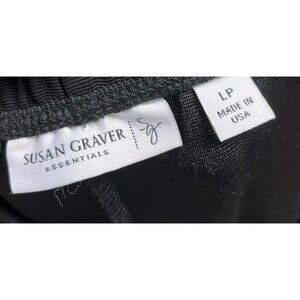 SUSAN GRAVER
ESSENTIALS
sg
LP
MADE IN
USA